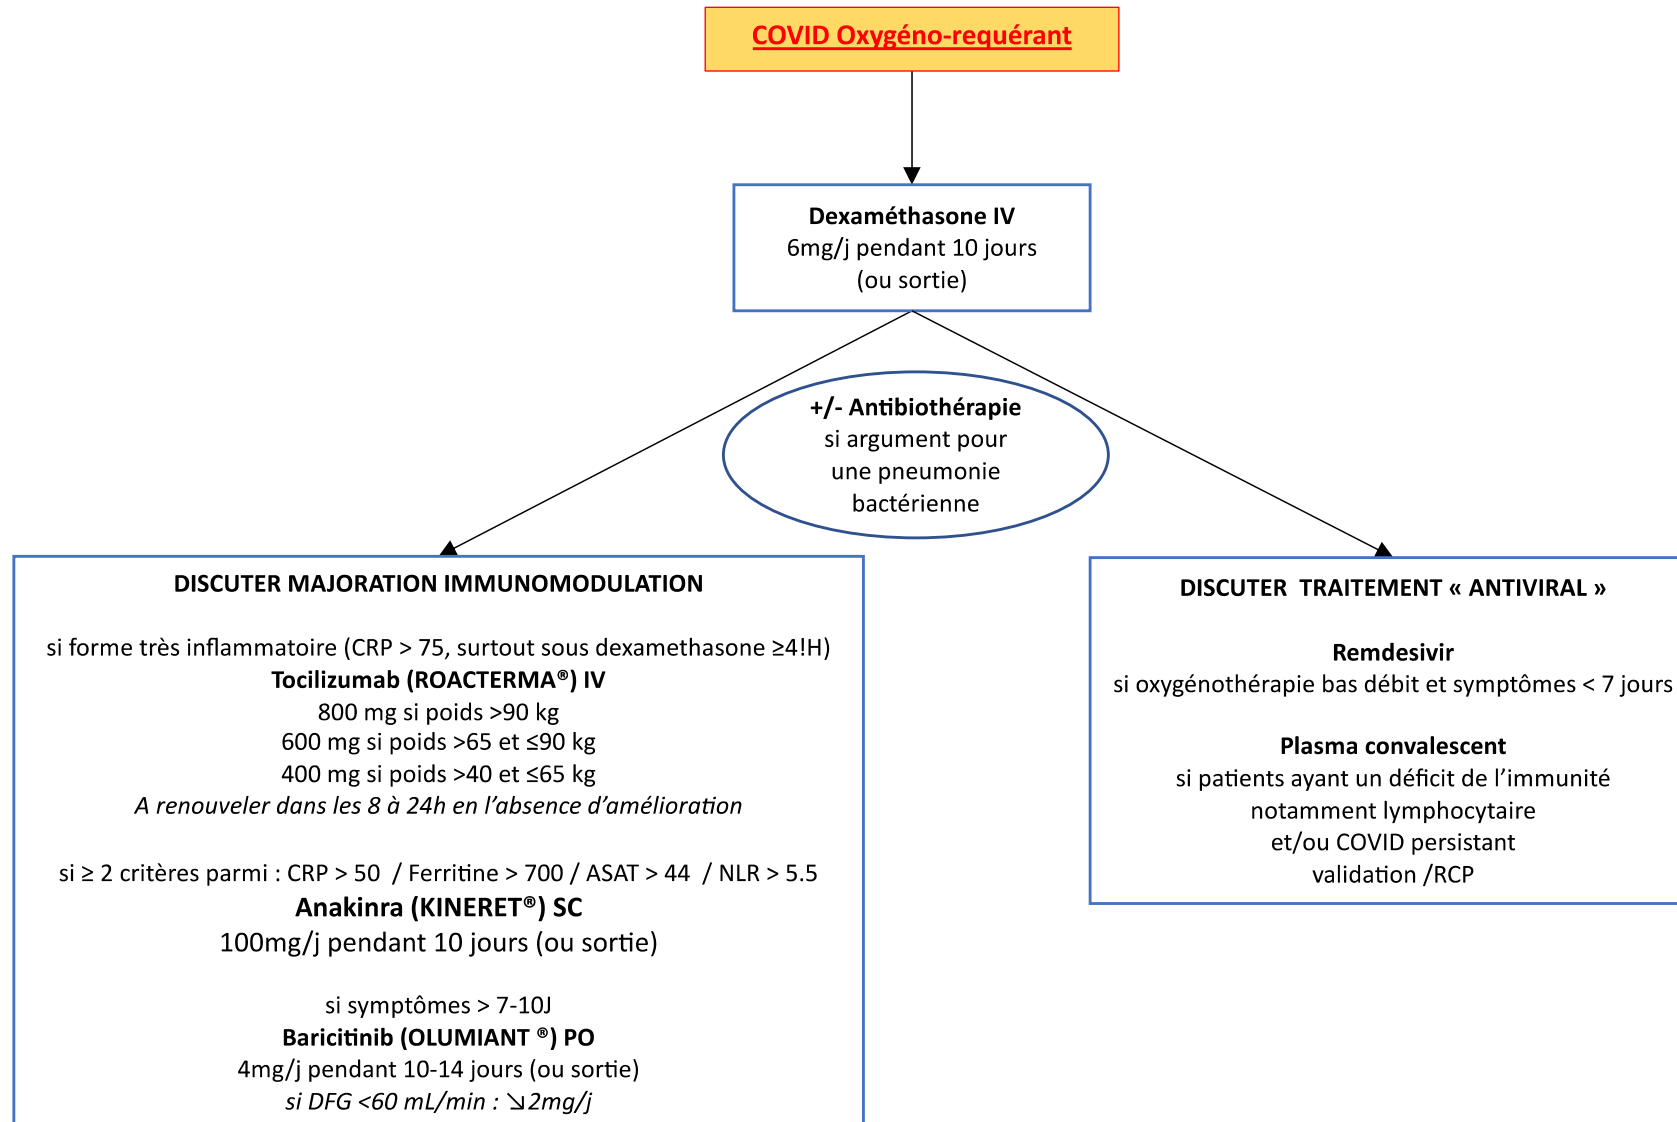 COVID Oxygéno-requérant
Dexaméthasone IV
6mg/j pendant 10 jours
(ou sortie)
+/- Antibiothérapie
si argument pour
une pneumonie
bactérienne
DISCUTER MAJORATION IMMUNOMODULATION
si forme très inflammatoire (CRP > 75, surtout sous dexamethasone ≥4!H)
Tocilizumab (ROACTERMA®) IV
800 mg si poids >90 kg
600 mg si poids >65 et ≤90 kg
400 mg si poids >40 et ≤65 kg
A renouveler dans les 8 à 24h en l’absence d’amélioration
si ≥ 2 critères parmi : CRP > 50 / Ferritine > 700 / ASAT > 44 / NLR > 5.5
Anakinra (KINERET®) SC
100mg/j pendant 10 jours (ou sortie)
si symptômes > 7-10J
Baricitinib (OLUMIANT ®) PO
4mg/j pendant 10-14 jours (ou sortie)
si DFG <60 mL/min : ↘2mg/j
DISCUTER TRAITEMENT « ANTIVIRAL »
Remdesivir
si oxygénothérapie bas débit et symptômes < 7 jours
Plasma convalescent
si patients ayant un déficit de l’immunité
notamment lymphocytaire
et/ou COVID persistant
validation /RCP